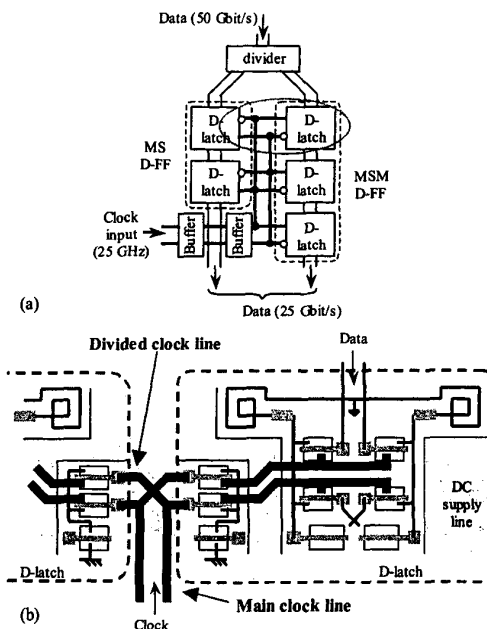 (a)
Data (50 Gbit/s)
divider
D-
latch
D-
latch
MS
D-FF
D-
latch
D-
latch
MSM
D-FF
D-
latch
Clock
input
(25 GHz)
Buffer
Buffer
Data (25 Gbit/s)
(b)
Divided clock line
Data
DC
supply
line
D-latch
D-latch
Main clock line
Clock